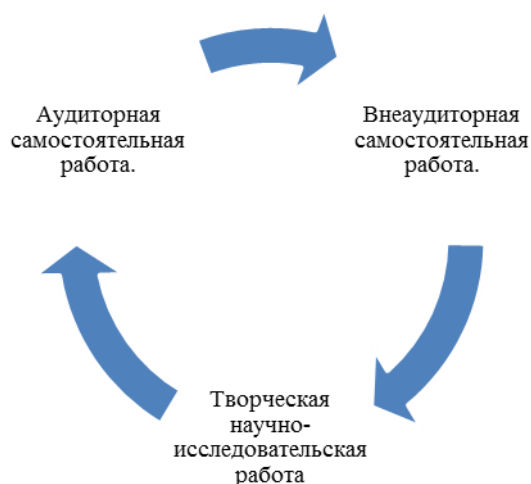 Аудиторная
самостоятельная
работа.
Внеаудиторная
самостоятельная
работа.
Творческая
научно-
исследовательская
работа